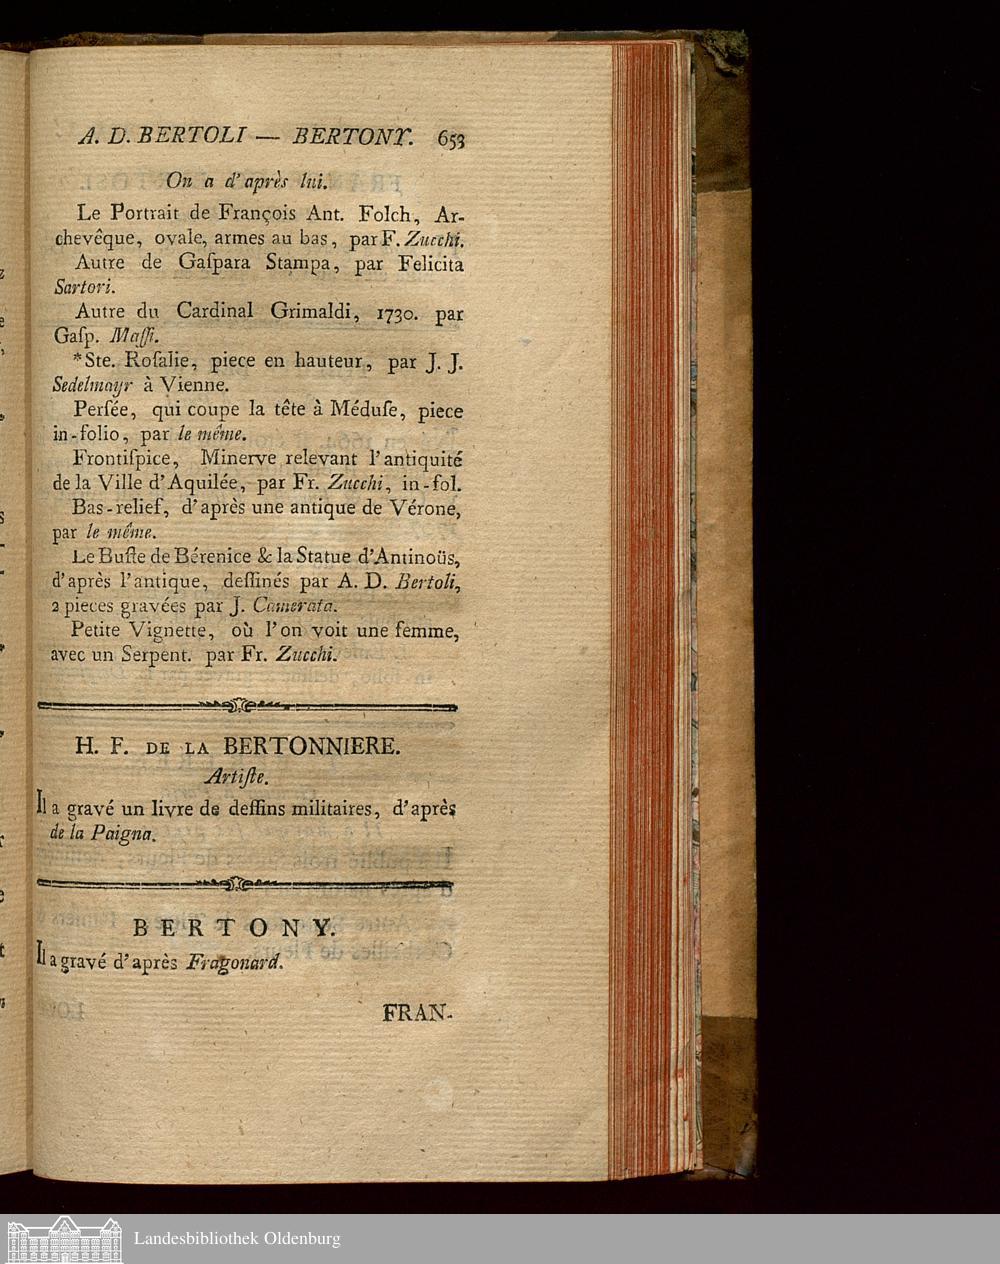 A. D. BERTOLI — BERTONY. 653
On a d'après lui.
Le Portrait de François Ant. Folch, Ar-
chevêque, ovale, armes au bas, par F. Zucchi.
Autre de Gaſpara Stampa, par Felicita
Sartori.
Autre du Cardinal Grimaldi, 1730. par
Gaſp. Maſſi.
*Ste. Roſalie, piece en hauteur, par J. J.
Sedelmayr à Vienne.
Perſée, qui coupe la tête à Méduſe, piece
in-folio, par le même.
Frontiſpice, Minerve relevant l'antiquité
de la Ville d'Aquilée, par Fr. Zucchi, in-fol.
Bas-relief, d'après une antique de Vérone,
par le même.
Le Buſte de Bérenice & la Statue d'Antinoüs,
d'après l'antique, deſſinés par A. D. Bertoli,
2 pieces gravées par J. Camerata.
Petite Vignette, où l'on voit une femme,
avec un Serpent. par Fr. Zucchi.
H. F. DE LA BERTONNIERE.
Artiſte.
Il a gravé un livre de deſſins militaires, d'après
de la Paigna.
BERTONY.
Il a gravé d'après Fragonard.
FRAN-
Landesbibliothek Oldenburg